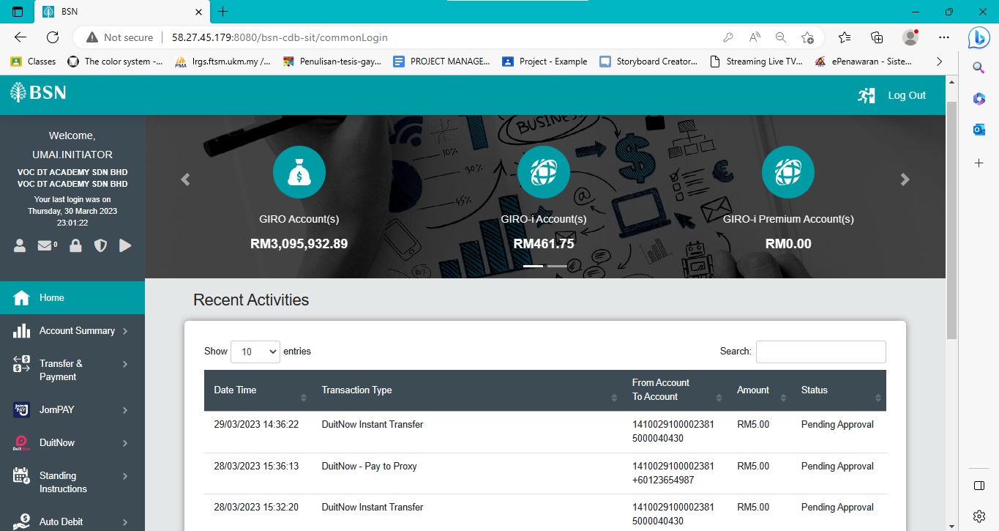 BSN
Not secure
58.27.45.179:8080/bsn-cdb-sit/commonLogin
Classes
The color system -...
lrgs.ftsm.ukm.my /...
Penulisan-tesis-gay...
PROJECT MANAGE...
Project - Example
Storyboard Creator...
Streaming Live TV...
ePenawaran - Siste...
BSN
Log Out
Welcome,
UMAI.INITIATOR
VOC DT ACADEMY SDN BHD
VOC DT ACADEMY SDN BHD
Your last login was on
Thursday, 30 March 2023
23:01:22
0
BUSINESS
10%
30%
45%
80%
GIRO Account(s)
RM3,095,932.89
GIRO-i Account(s)
RM461.75
GIRO-i Premium Account(s)
RM0.00
Home
Account Summary
Transfer &
Payment
JomPAY
DuitNow
Standing
Instructions
Auto Debit
Recent Activities
Show 10 entries
Search:
Date Time
Transaction Type
From Account
To Account
Amount
Status
29/03/2023 14:36:22
DuitNow Instant Transfer
1410029100002381
5000040430
RM5.00
Pending Approval
28/03/2023 15:36:13
DuitNow - Pay to Proxy
1410029100002381
+60123654987
RM5.00
Pending Approval
28/03/2023 15:32:20
DuitNow Instant Transfer
1410029100002381
5000040430
RM5.00
Pending Approval